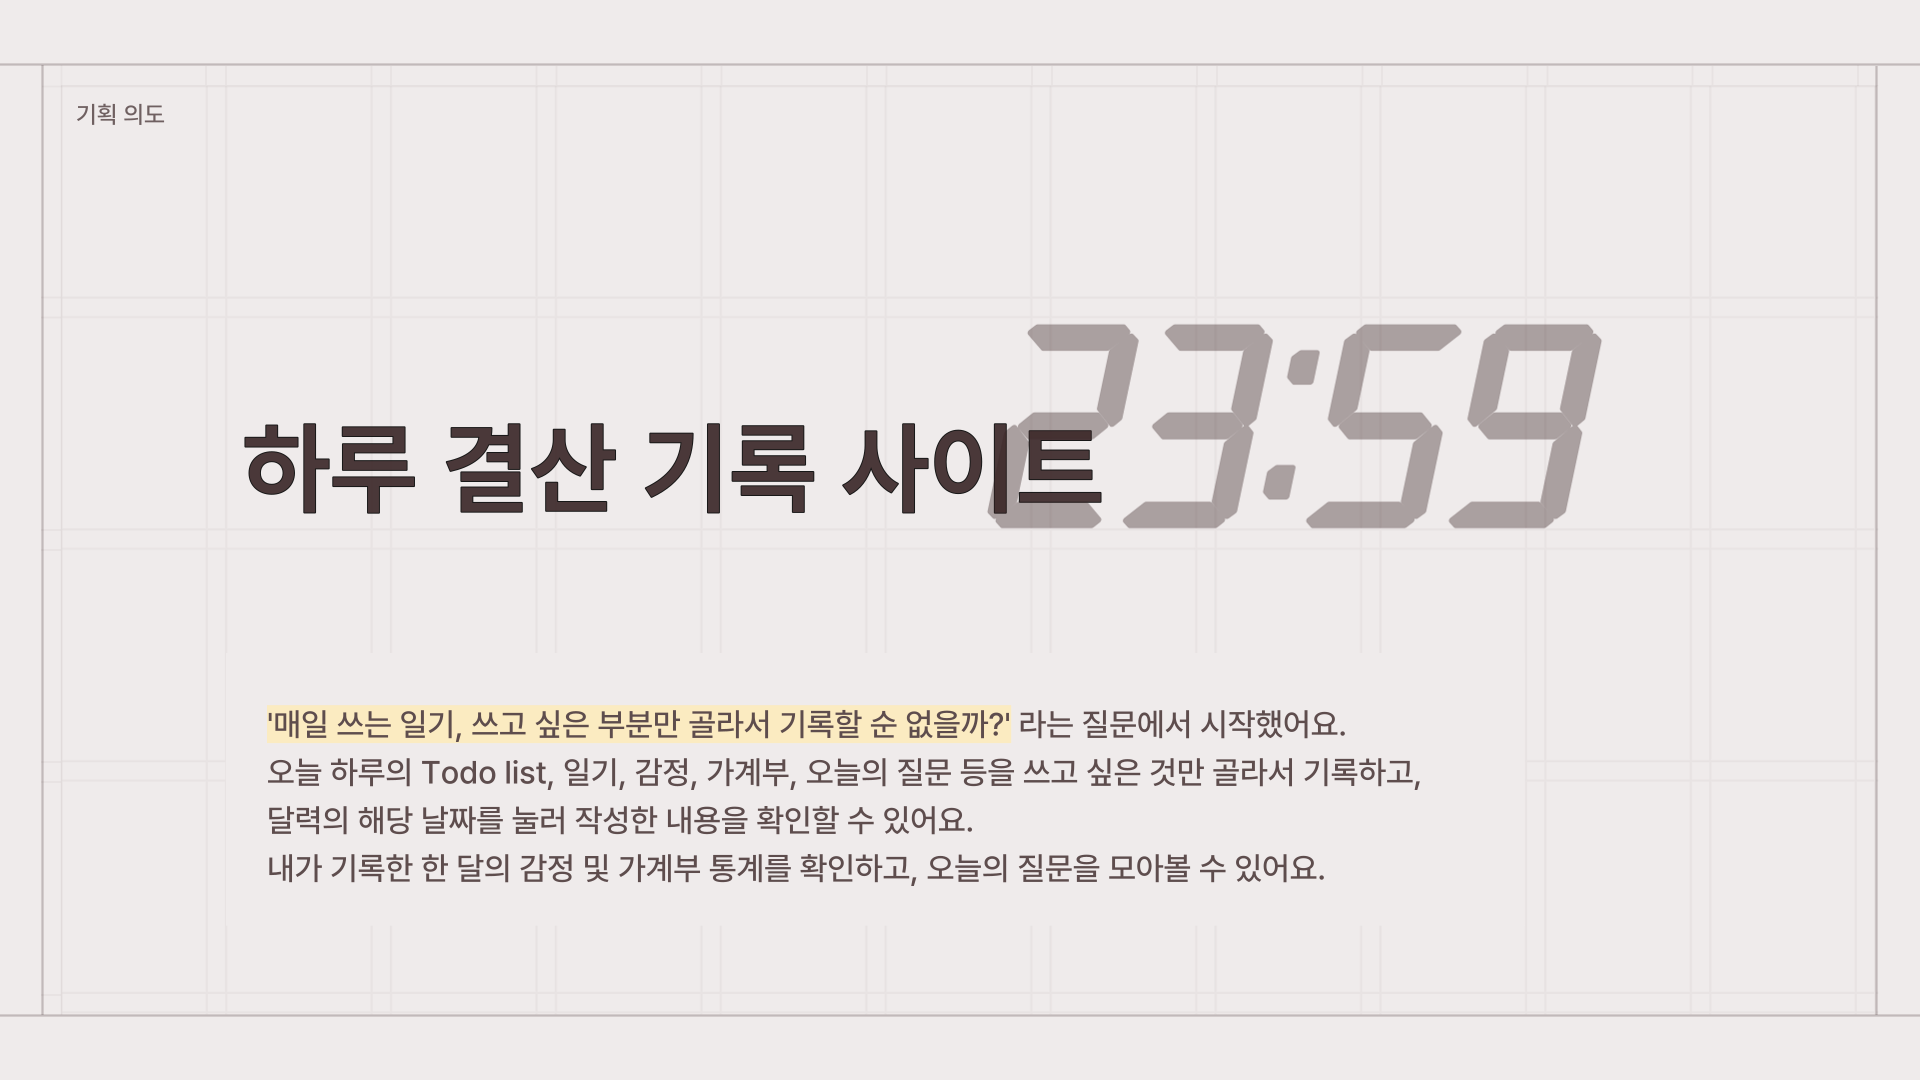 기획 의도
23:59
하루 결산 기록 사이트
'매일 쓰는 일기, 쓰고 싶은 부분만 골라서 기록할 순 없을까?' 라는 질문에서 시작했어요.
오늘 하루의 Todo list, 일기, 감정, 가계부, 오늘의 질문 등을 쓰고 싶은 것만 골라서 기록하고,
달력의 해당 날짜를 눌러 작성한 내용을 확인할 수 있어요.
내가 기록한 한 달의 감정 및 가계부 통계를 확인하고, 오늘의 질문을 모아볼 수 있어요.